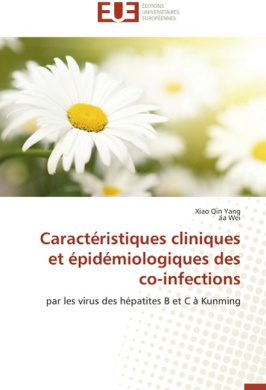 EUE
ÉDITIONS
UNIVERSITAIRES
EUROPÉENNES
Xiao Qin Yang
Jia Wei
Caractéristiques cliniques
et épidémiologiques des
co-infections
par les virus des hépatites B et C à Kunming